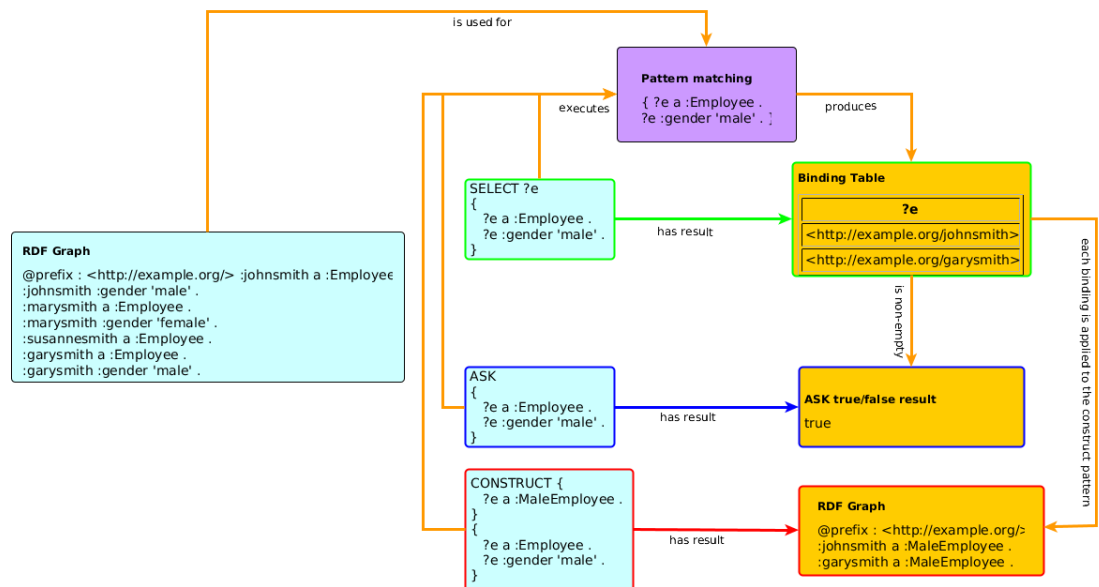 is used for
Pattern matching
{ ?e a :Employee .
?e :gender 'male' . }
executes
produces
SELECT ?e
{
?e a :Employee .
?e :gender 'male' .
}
has result
Binding Table
?e
<http://example.org/johnsmith>
<http://example.org/garysmith>
RDF Graph
@prefix : <http://example.org/> :johnsmith a :Employee
:johnsmith :gender 'male' .
:marysmith a :Employee .
:marysmith :gender 'female' .
:susannesmith a :Employee .
:garysmith a :Employee .
:garysmith :gender 'male' .
is non-empty
each binding is applied to the construct pattern
ASK
{
?e a :Employee .
?e :gender 'male' .
}
has result
ASK true/false result
true
CONSTRUCT {
?e a :MaleEmployee .
}
{
?e a :Employee .
?e :gender 'male' .
}
has result
RDF Graph
@prefix : <http://example.org/>
:johnsmith a :MaleEmployee .
:garysmith a :MaleEmployee .